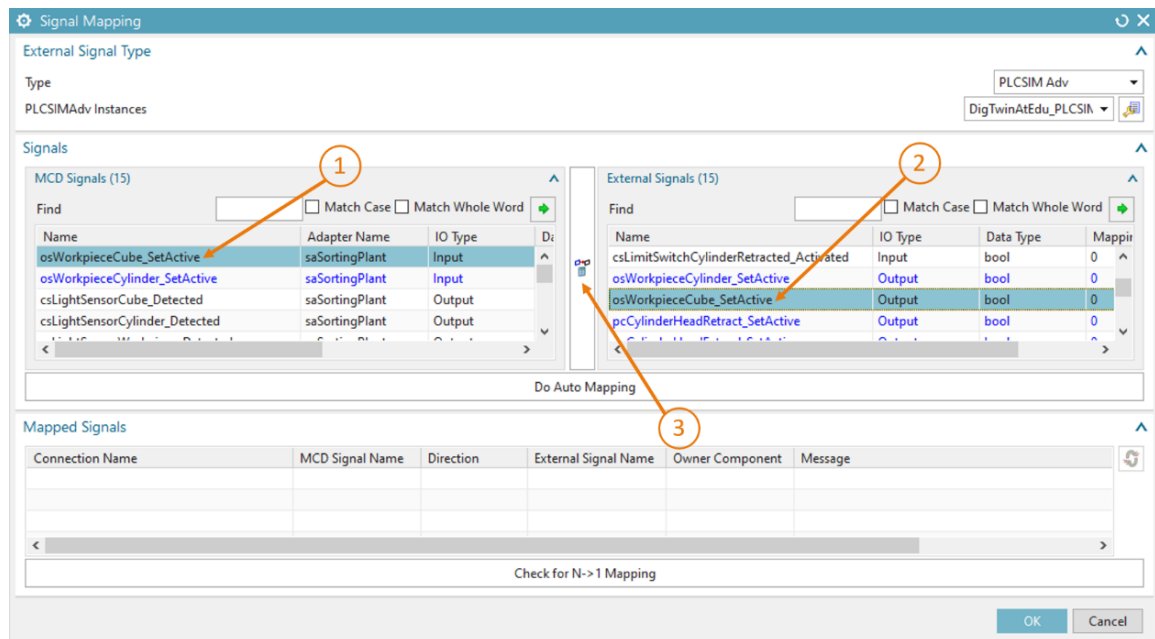 Signal Mapping
External Signal Type
Type
PLCSIM Adv
PLCSIMAdv Instances
DigTwinAtEdu_PLCSIN
Signals
1
2
MCD Signals (15)
External Signals (15)
Find Match Case Match Whole Word
Find Match Case Match Whole Word
Name Adapter Name IO Type Da
osWorkpieceCube_SetActive saSortingPlant Input
osWorkpieceCylinder_SetActive saSortingPlant Input
csLightSensorCube_Detected saSortingPlant Output
csLightSensorCylinder_Detected saSortingPlant Output
Name IO Type Data Type Mappin
csLimitSwitchCylinderRetracted_Activated Input bool 0
osWorkpieceCylinder_SetActive Output bool 0
osWorkpieceCube_SetActive Output bool 0
pcCylinderHeadRetract_SetActive Output bool 0
Do Auto Mapping
3
Mapped Signals
Connection Name MCD Signal Name Direction External Signal Name Owner Component Message
Check for N->1 Mapping
OK Cancel